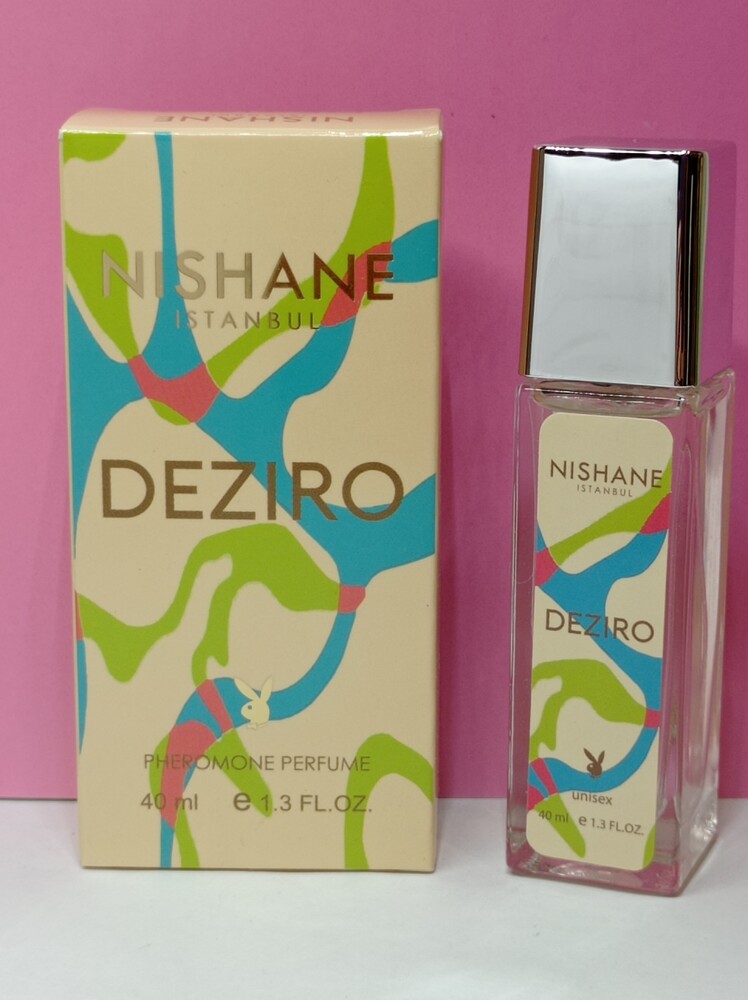 NISHANE
NISHANE
ISTANBUL
DEZIRO
PHEROMONE PERFUME
40 ml e 1.3 FL.OZ.
NISHANE
ISTANBUL
DEZIRO
unisex
40 ml e 1.3 FL.OZ.